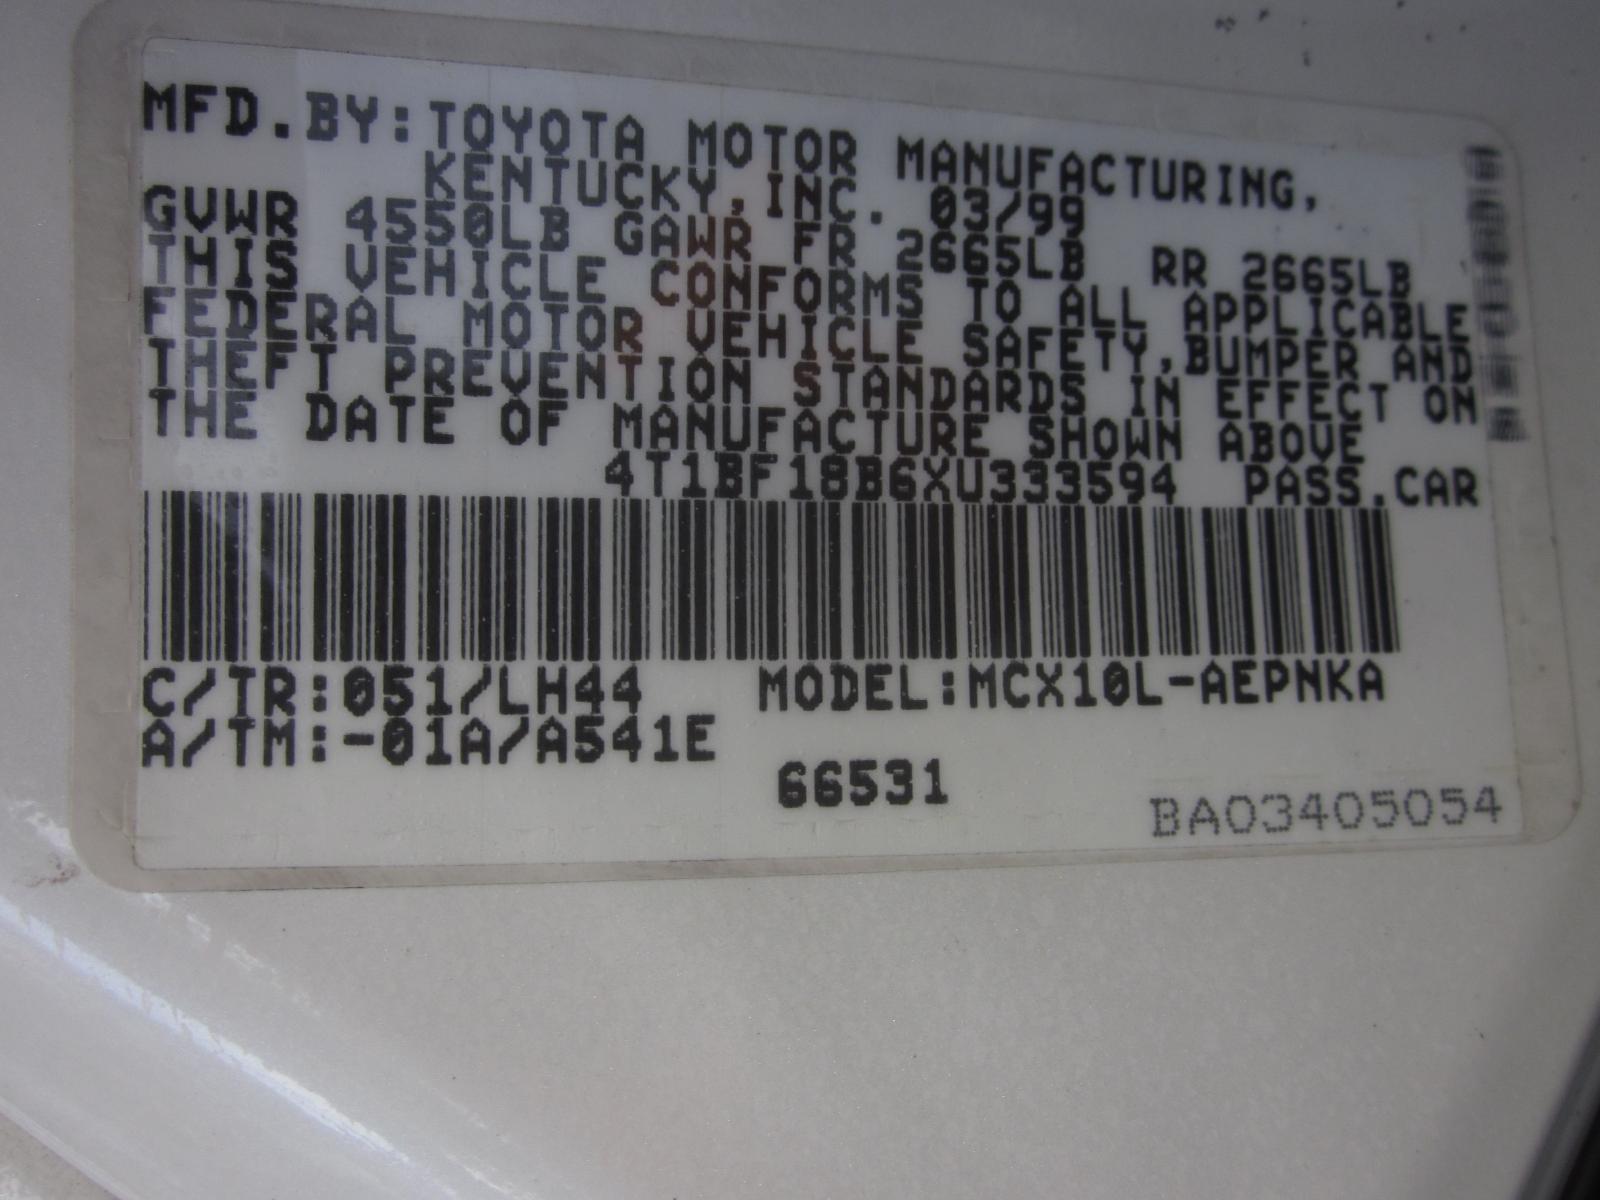 MFD.BY:TOYOTA MOTOR MANUFACTURING,
KENTUCKY,INC. 03/99
GVWR 4550LB GAWR FR 2665LB RR 2665LB
THIS VEHICLE CONFORMS TO ALL APPLICABLE
FEDERAL MOTOR VEHICLE SAFETY,BUMPER AND
THEFT PREVENTION STANDARDS IN EFFECT ON
THE DATE OF MANUFACTURE SHOWN ABOVE
4T1BF18B6XU333594 PASS.CAR
C/TR:051/LH44 MODEL:MCX10L-AEPNKA
A/TM:-01A/A541E
66531
BA03405054